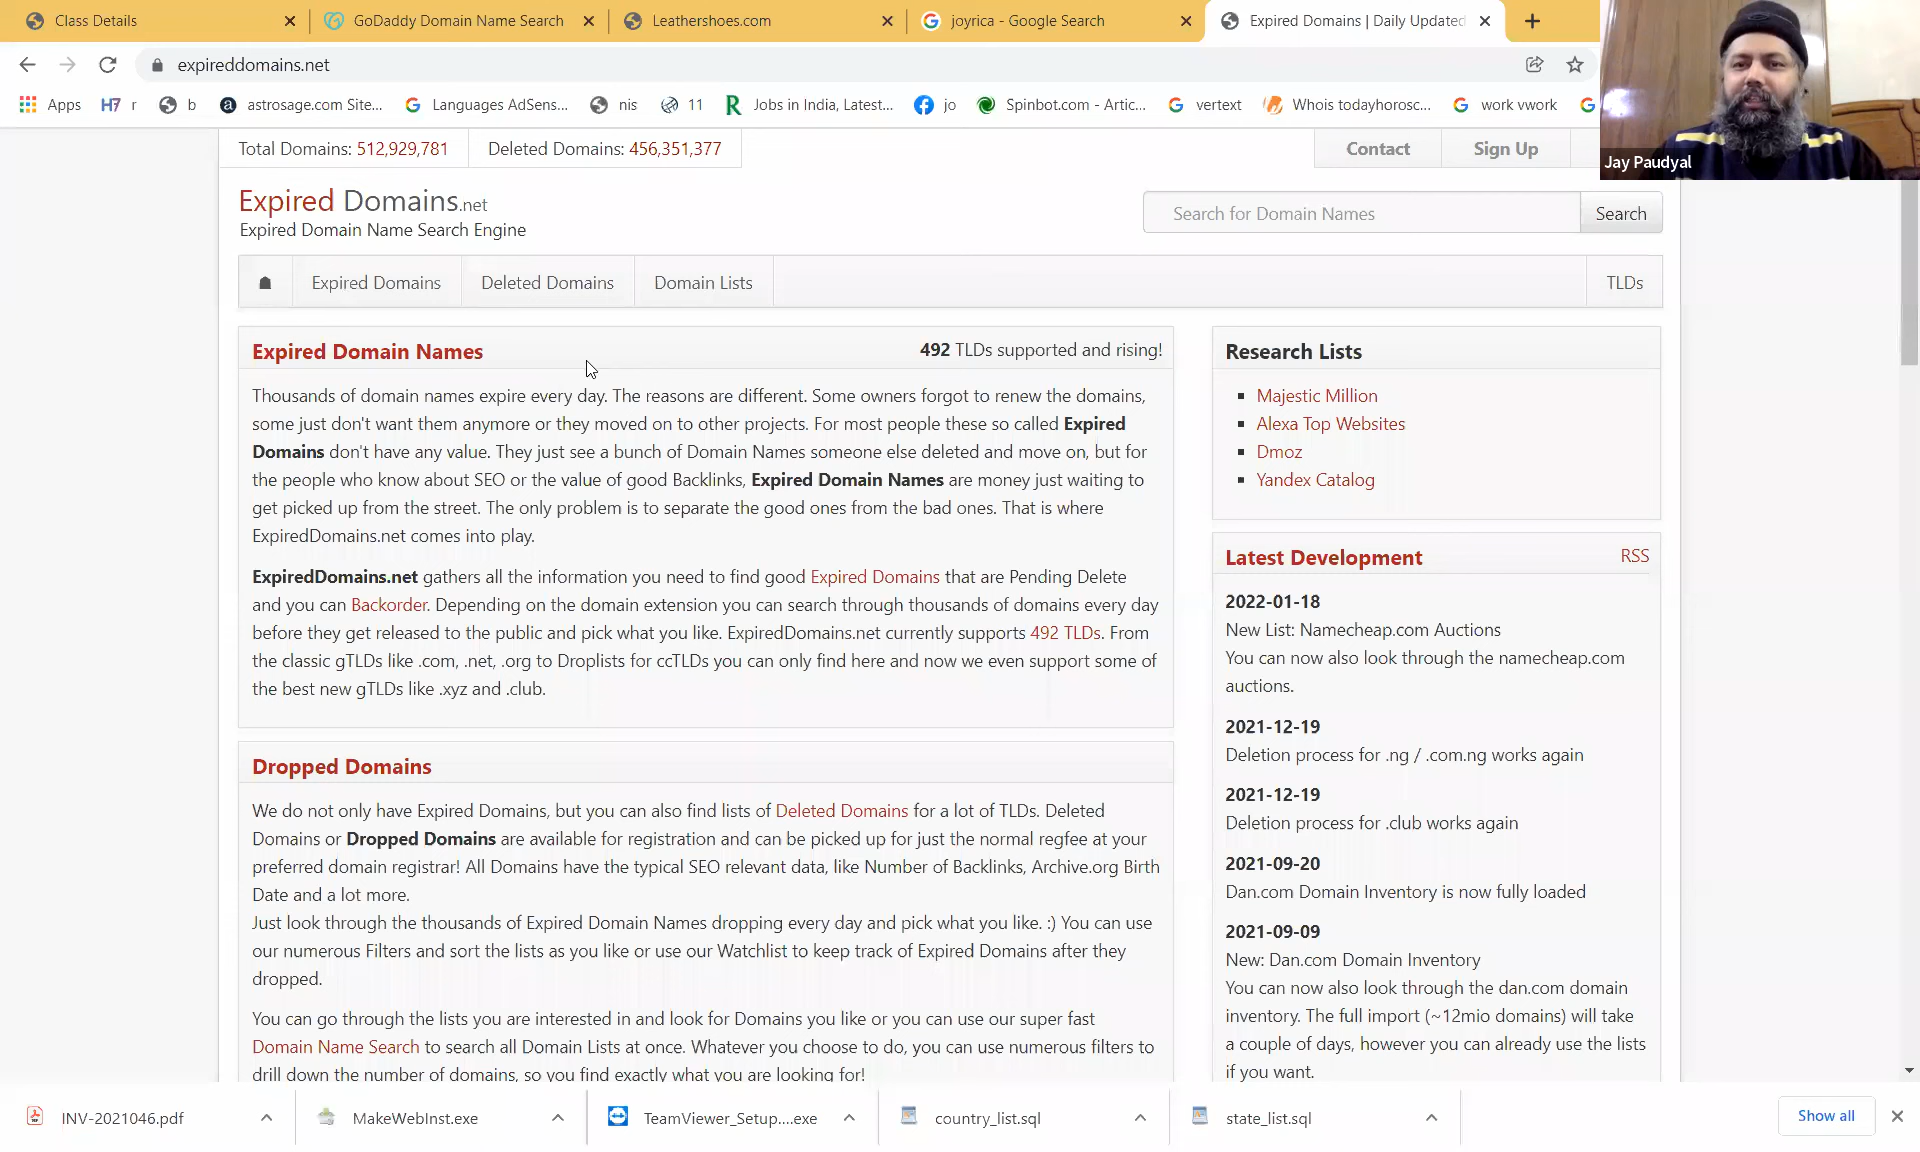 Class Details
GoDaddy Domain Name Search
Leathershoes.com
joyrica - Google Search
Expired Domains | Daily Updated
expireddomains.net
Apps
H7 r
b
astrosage.com Site...
Languages AdSens...
nis
11
Jobs in India, Latest...
jo
Spinbot.com - Artic...
vertext
Whois todayhorosc...
work vwork
Jay Paudyal
Total Domains: 512,929,781
Deleted Domains: 456,351,377
Contact
Sign Up
Expired Domains.net
Expired Domain Name Search Engine
Search for Domain Names
Search
Expired Domains
Deleted Domains
Domain Lists
TLDs
Expired Domain Names
492 TLDs supported and rising!
Thousands of domain names expire every day. The reasons are different. Some owners forgot to renew the domains,
some just don't want them anymore or they moved on to other projects. For most people these so called Expired
Domains don't have any value. They just see a bunch of Domain Names someone else deleted and move on, but for
the people who know about SEO or the value of good Backlinks, Expired Domain Names are money just waiting to
get picked up from the street. The only problem is to separate the good ones from the bad ones. That is where
ExpiredDomains.net comes into play.
ExpiredDomains.net gathers all the information you need to find good Expired Domains that are Pending Delete
and you can Backorder. Depending on the domain extension you can search through thousands of domains every day
before they get released to the public and pick what you like. ExpiredDomains.net currently supports 492 TLDs. From
the classic gTLDs like .com, .net, .org to Droplists for ccTLDs you can only find here and now we even support some of
the best new gTLDs like .xyz and .club.
Dropped Domains
We do not only have Expired Domains, but you can also find lists of Deleted Domains for a lot of TLDs. Deleted
Domains or Dropped Domains are available for registration and can be picked up for just the normal regfee at your
preferred domain registrar! All Domains have the typical SEO relevant data, like Number of Backlinks, Archive.org Birth
Date and a lot more.
Just look through the thousands of Expired Domain Names dropping every day and pick what you like. :) You can use
our numerous Filters and sort the lists as you like or use our Watchlist to keep track of Expired Domains after they
dropped.
You can go through the lists you are interested in and look for Domains you like or you can use our super fast
Domain Name Search to search all Domain Lists at once. Whatever you choose to do, you can use numerous filters to
drill down the number of domains, so you find exactly what you are looking for!
Research Lists
Majestic Million
Alexa Top Websites
Dmoz
Yandex Catalog
Latest Development
RSS
2022-01-18
New List: Namecheap.com Auctions
You can now also look through the namecheap.com
auctions.
2021-12-19
Deletion process for .ng / .com.ng works again
2021-12-19
Deletion process for .club works again
2021-09-20
Dan.com Domain Inventory is now fully loaded
2021-09-09
New: Dan.com Domain Inventory
You can now also look through the dan.com domain
inventory. The full import (~12mio domains) will take
a couple of days, however you can already use the lists
if you want.
INV-2021046.pdf
MakeWebInst.exe
TeamViewer_Setup....exe
country_list.sql
state_list.sql
Show all